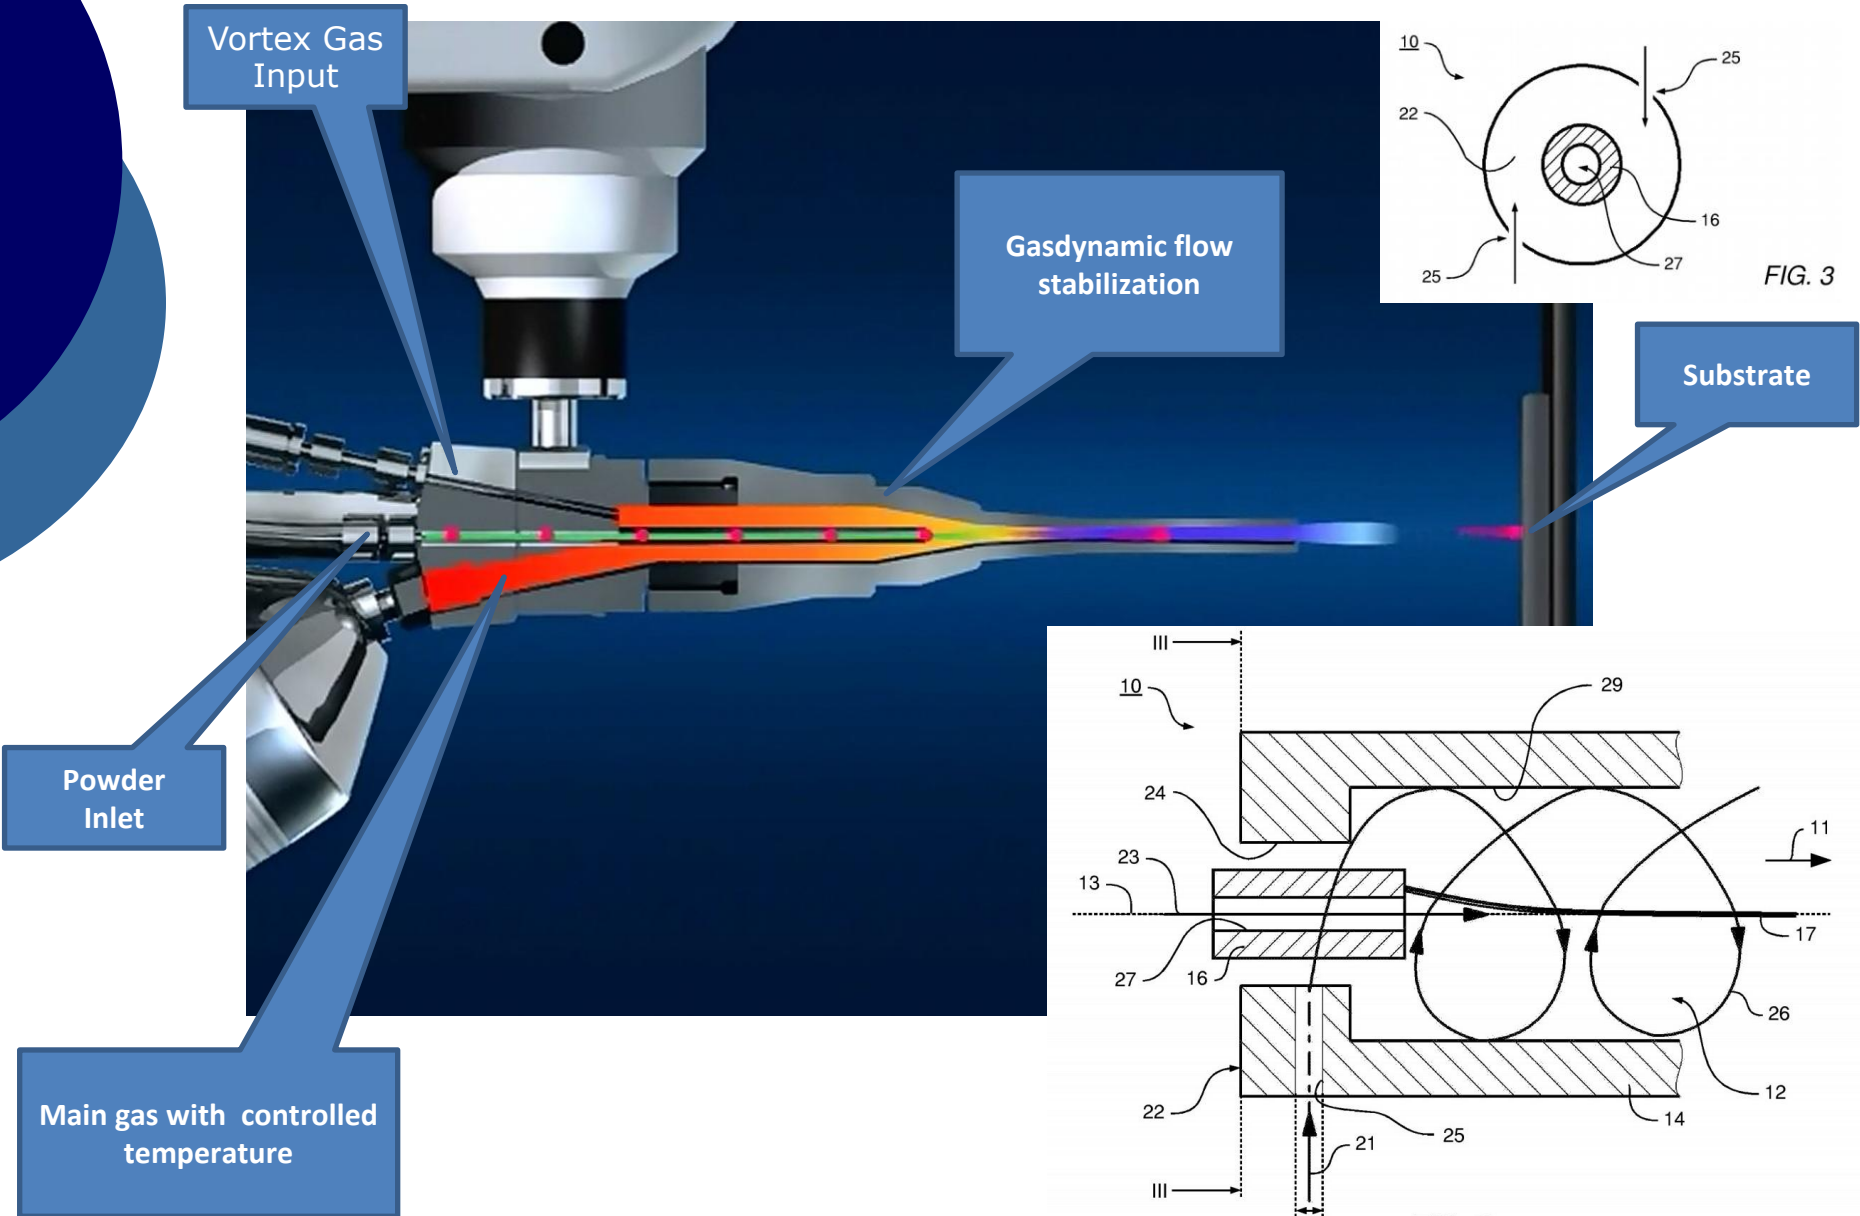 Vortex Gas
Input
Gasdynamic flow
stabilization
Substrate
Powder
Inlet
Main gas with controlled
temperature
10
25
22
16
27
25
FIG. 3
III
10
29
24
11
23
13
17
27
16
26
12
22
14
25
21
III